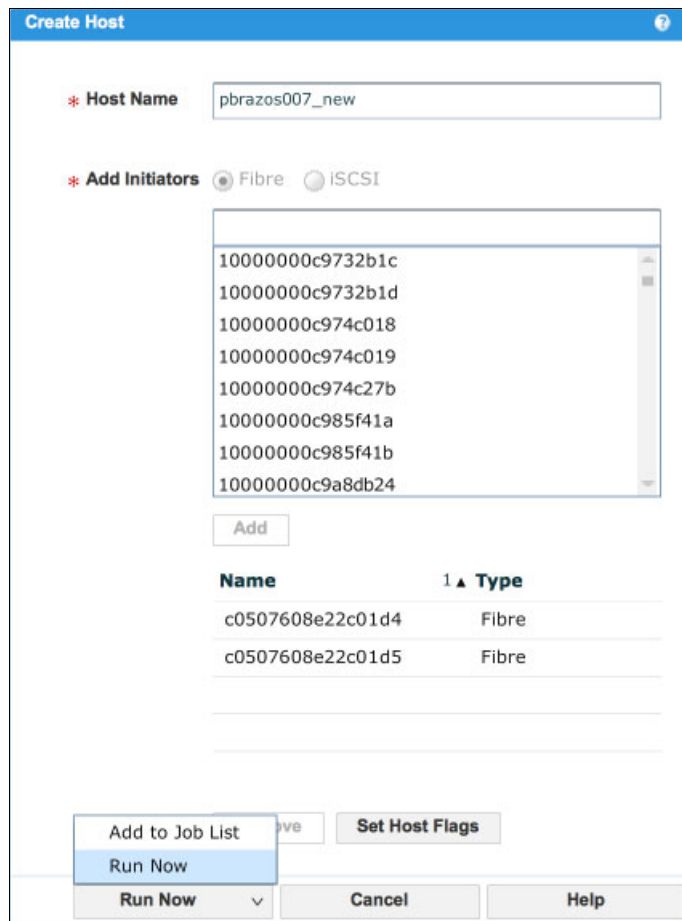 Create Host ?
* Host Name pbrazos007_new
* Add Initiators Fibre iSCSI
10000000c9732b1c
10000000c9732b1d
10000000c974c018
10000000c974c019
10000000c974c27b
10000000c985f41a
10000000c985f41b
10000000c9a8db24
Add
Name 1 ▲ Type
c0507608e22c01d4 Fibre
c0507608e22c01d5 Fibre
ove Set Host Flags
Add to Job List
Run Now
Run Now Cancel Help